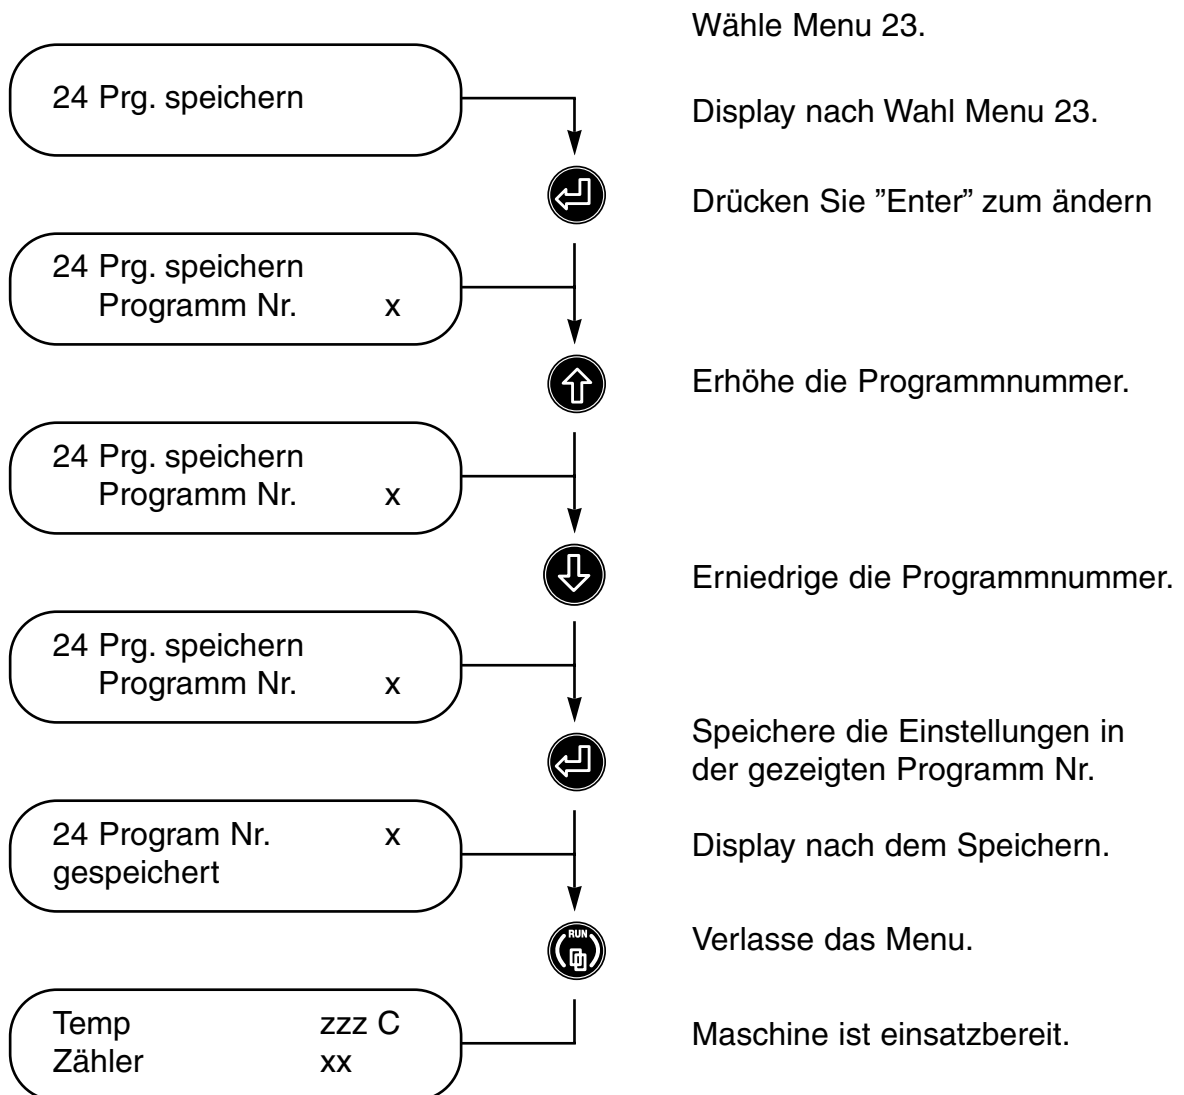 Wähle Menu 23.
24 Prg. speichern
Display nach Wahl Menu 23.
Drücken Sie ”Enter” zum ändern
24 Prg. speichern
Programm Nr. x
Erhöhe die Programmnummer.
24 Prg. speichern
Programm Nr. x
Erniedrige die Programmnummer.
24 Prg. speichern
Programm Nr. x
Speichere die Einstellungen in
der gezeigten Programm Nr.
24 Program Nr. x
gespeichert
Display nach dem Speichern.
RUN
Verlasse das Menu.
Temp zzz C
Zähler xx
Maschine ist einsatzbereit.